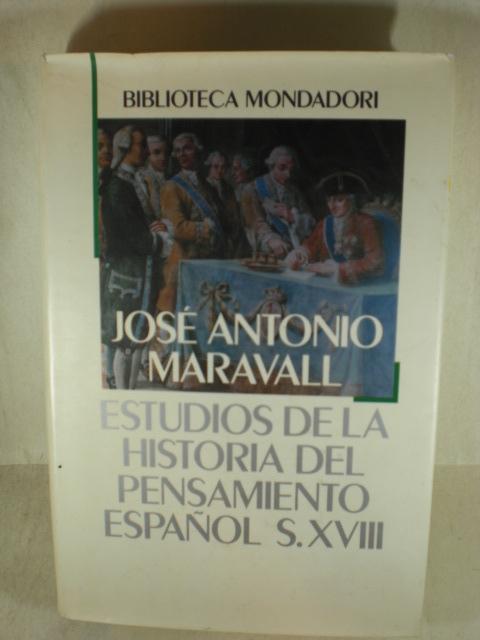 BIBLIOTECA MONDADORI
JOSÉ ANTONIO
MARAVALL
ESTUDIOS DE LA
HISTORIA DEL
PENSAMIENTO
ESPAÑOL S.XVIII